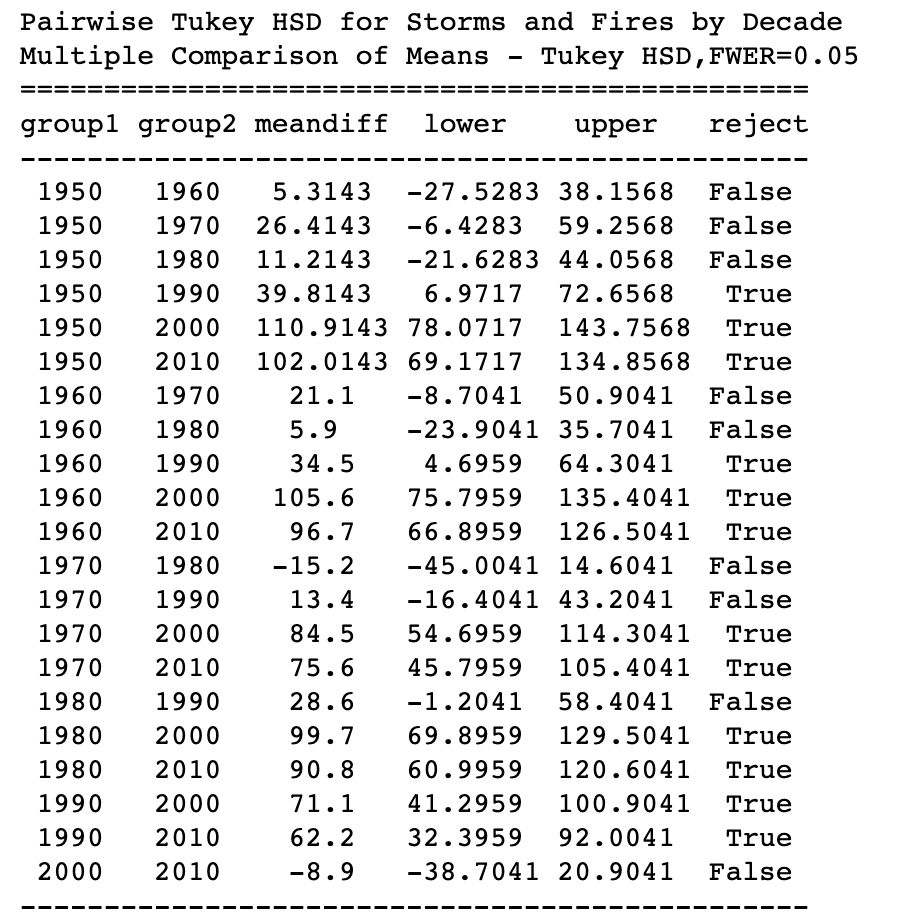 Pairwise Tukey HSD for Storms and Fires by Decade
Multiple Comparison of Means - Tukey HSD,FWER=0.05
===============================================
group1 group2 meandiff lower upper reject
-----------------------------------------------
1950 1960 5.3143 -27.5283 38.1568 False
1950 1970 26.4143 -6.4283 59.2568 False
1950 1980 11.2143 -21.6283 44.0568 False
1950 1990 39.8143 6.9717 72.6568 True
1950 2000 110.9143 78.0717 143.7568 True
1950 2010 102.0143 69.1717 134.8568 True
1960 1970 21.1 -8.7041 50.9041 False
1960 1980 5.9 -23.9041 35.7041 False
1960 1990 34.5 4.6959 64.3041 True
1960 2000 105.6 75.7959 135.4041 True
1960 2010 96.7 66.8959 126.5041 True
1970 1980 -15.2 -45.0041 14.6041 False
1970 1990 13.4 -16.4041 43.2041 False
1970 2000 84.5 54.6959 114.3041 True
1970 2010 75.6 45.7959 105.4041 True
1980 1990 28.6 -1.2041 58.4041 False
1980 2000 99.7 69.8959 129.5041 True
1980 2010 90.8 60.9959 120.6041 True
1990 2000 71.1 41.2959 100.9041 True
1990 2010 62.2 32.3959 92.0041 True
2000 2010 -8.9 -38.7041 20.9041 False
-----------------------------------------------